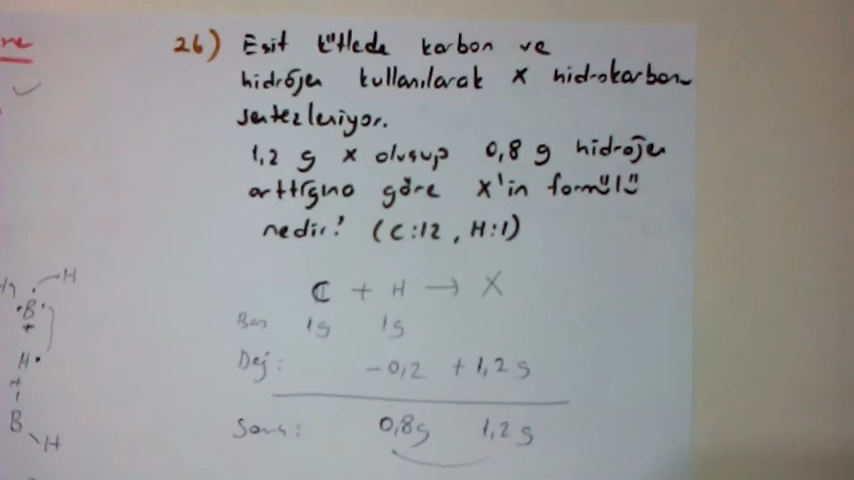 26) Eşit kütlede karbon ve
hidrojen kullanılarak X hidrokarbonu
sentezleniyor.
1,2 g X oluşup 0,8 g hidrojen
arttığına göre X'in formülü
nedir? (C:12, H:1)
C + H → X
Baş 1g 1g
Değ: -0,2 +1,2 g
Sonuç: 0,8g 1,2 g
H
B
H
B
H